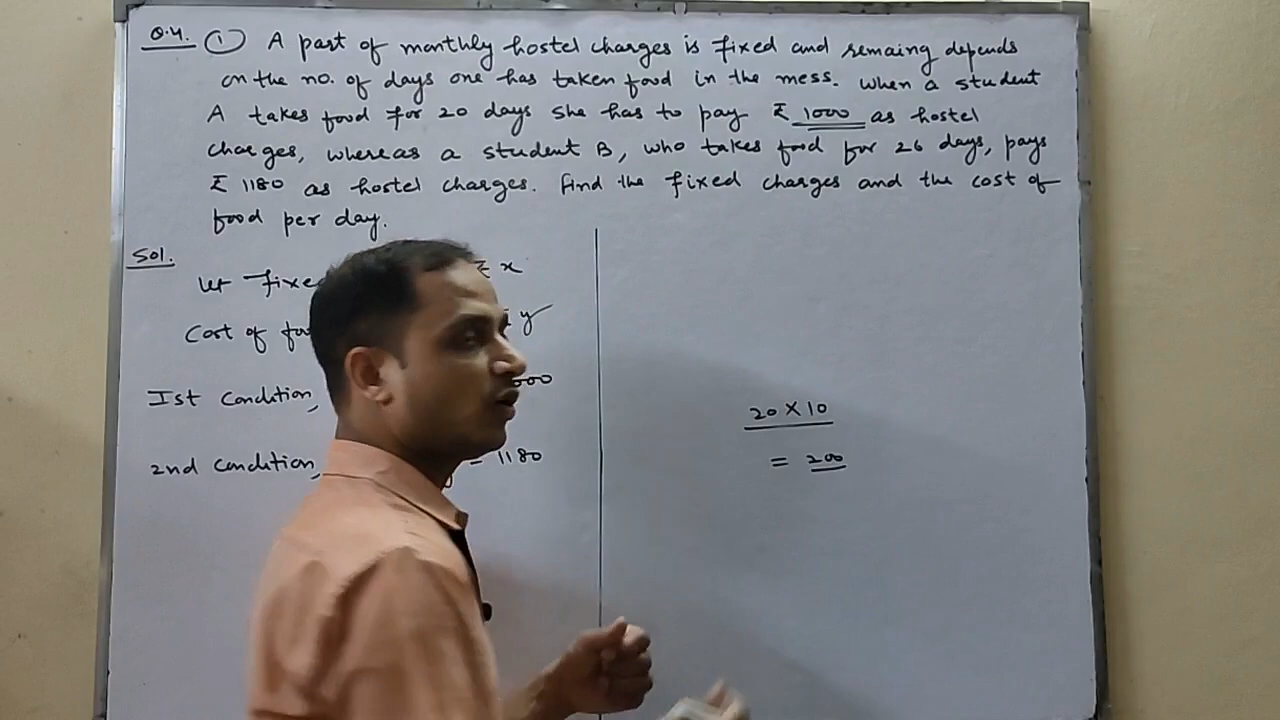 Q.4. ① A part of monthly hostel charges is fixed and remaing depends
on the no. of days one has taken food in the mess. When a student
A takes food for 20 days she has to pay ₹ 1000 as hostel
charges, whereas a student B, who takes food for 26 days, pays
₹ 1180 as hostel charges. Find the fixed charges and the cost of
food per day.
Sol.
Let fixed ₹ x
Cost of y
Ist Condition, 1000
2nd Condition, = 1180
20 × 10
= 200